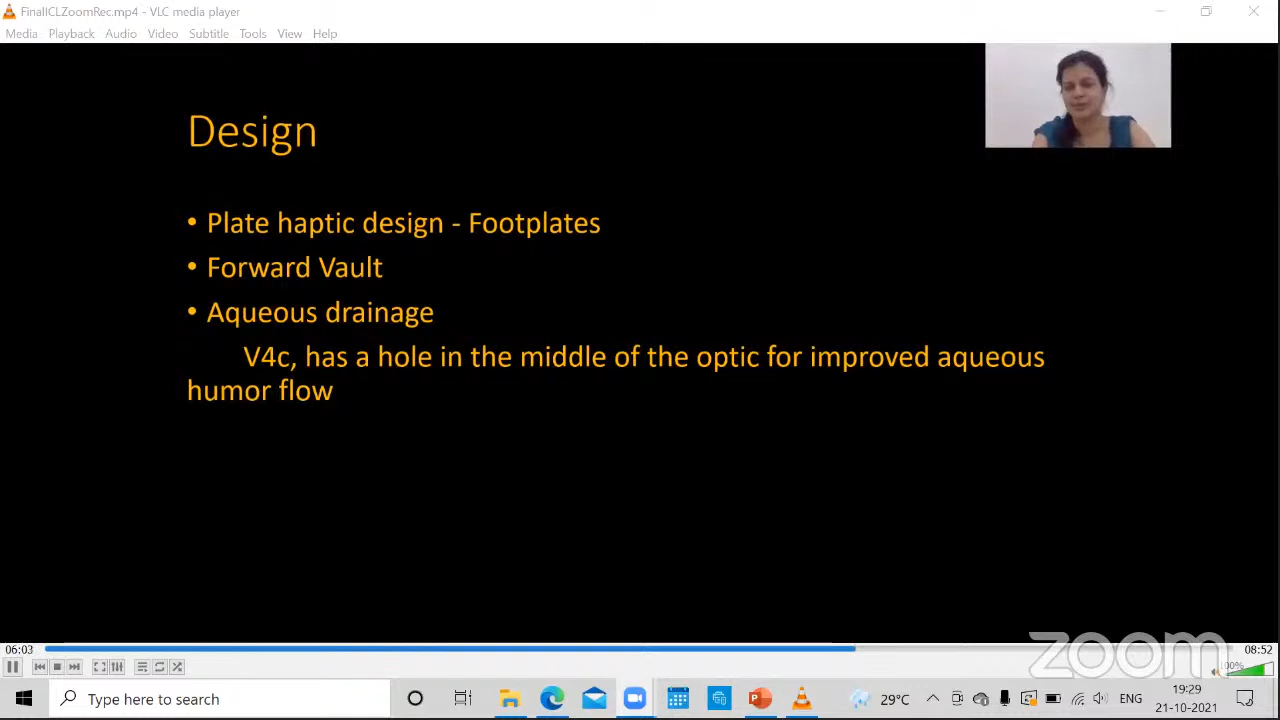 FinalICLZoomRec.mp4 - VLC media player
Media Playback Audio Video Subtitle Tools View Help
Design
• Plate haptic design - Footplates
• Forward Vault
• Aqueous drainage
V4c, has a hole in the middle of the optic for improved aqueous
humor flow
06:03
08:52
zoom
100%
Type here to search
29°C
ENG
19:29
21-10-2021